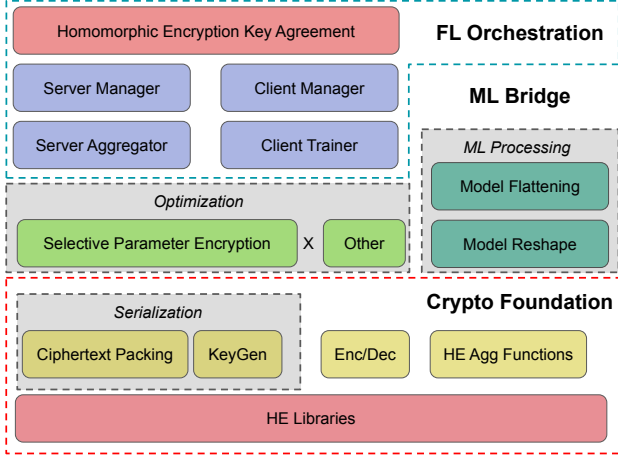 Homomorphic Encryption Key Agreement
FL Orchestration
Server Manager
Client Manager
Server Aggregator
Client Trainer
ML Bridge
ML Processing
Model Flattening
Model Reshape
Optimization
Selective Parameter Encryption X Other
Crypto Foundation
Serialization
Ciphertext Packing
KeyGen
Enc/Dec
HE Agg Functions
HE Libraries